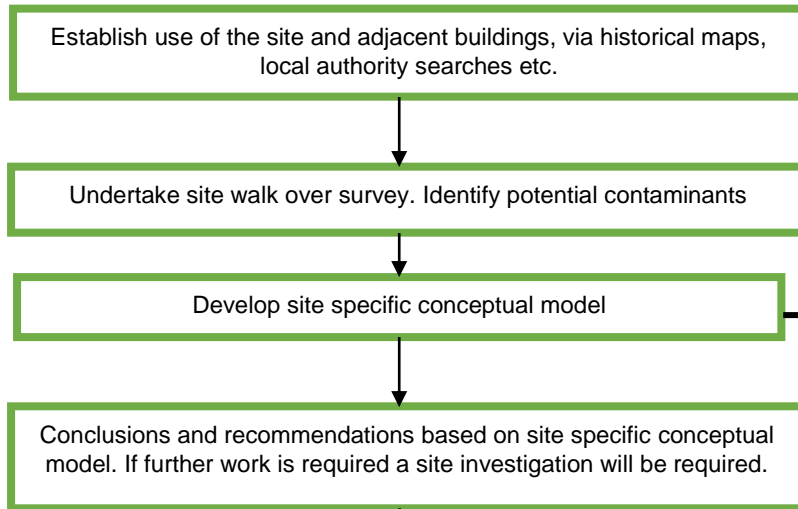 Establish use of the site and adjacent buildings, via historical maps,
local authority searches etc.
Undertake site walk over survey. Identify potential contaminants
Develop site specific conceptual model
Conclusions and recommendations based on site specific conceptual
model. If further work is required a site investigation will be required.